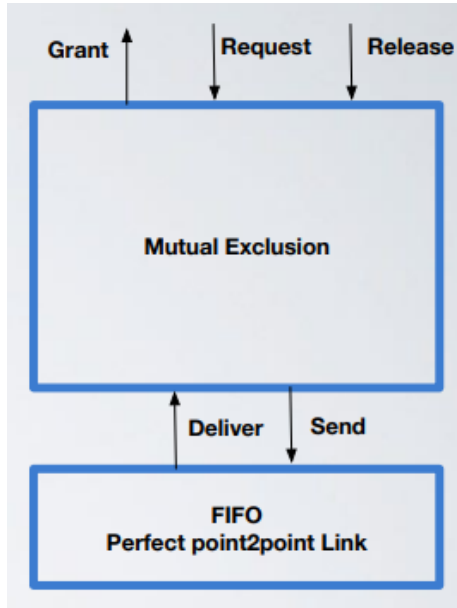 Grant
Request
Release
Mutual Exclusion
Deliver
Send
FIFO
Perfect point2point Link